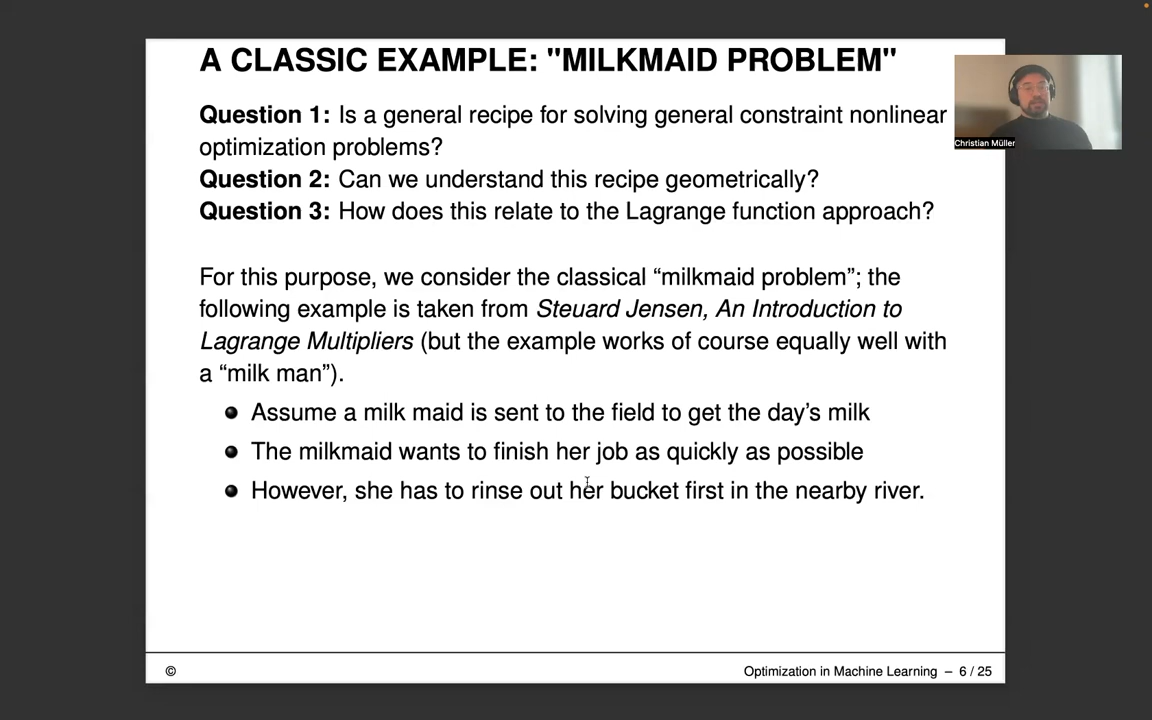 A CLASSIC EXAMPLE: "MILKMAID PROBLEM"
Question 1: Is a general recipe for solving general constraint nonlinear
optimization problems?
Question 2: Can we understand this recipe geometrically?
Question 3: How does this relate to the Lagrange function approach?
For this purpose, we consider the classical “milkmaid problem”; the
following example is taken from Steuard Jensen, An Introduction to
Lagrange Multipliers (but the example works of course equally well with
a “milk man”).
Assume a milk maid is sent to the field to get the day’s milk
The milkmaid wants to finish her job as quickly as possible
However, she has to rinse out her bucket first in the nearby river.
Christian Müller
©
Optimization in Machine Learning – 6 / 25